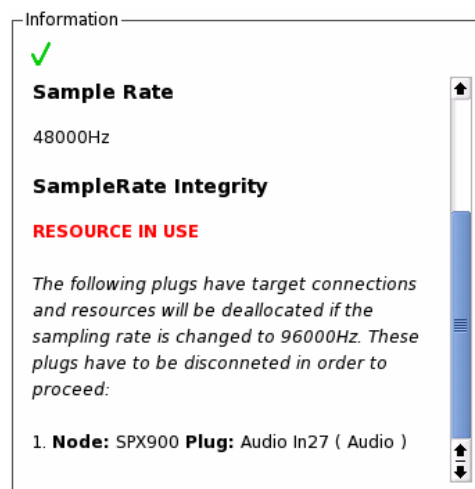 Information
Sample Rate
48000Hz
SampleRate Integrity
RESOURCE IN USE
The following plugs have target connections
and resources will be deallocated if the
sampling rate is changed to 96000Hz. These
plugs have to be disconneted in order to
proceed:
1. Node: SPX900 Plug: Audio In27 ( Audio )